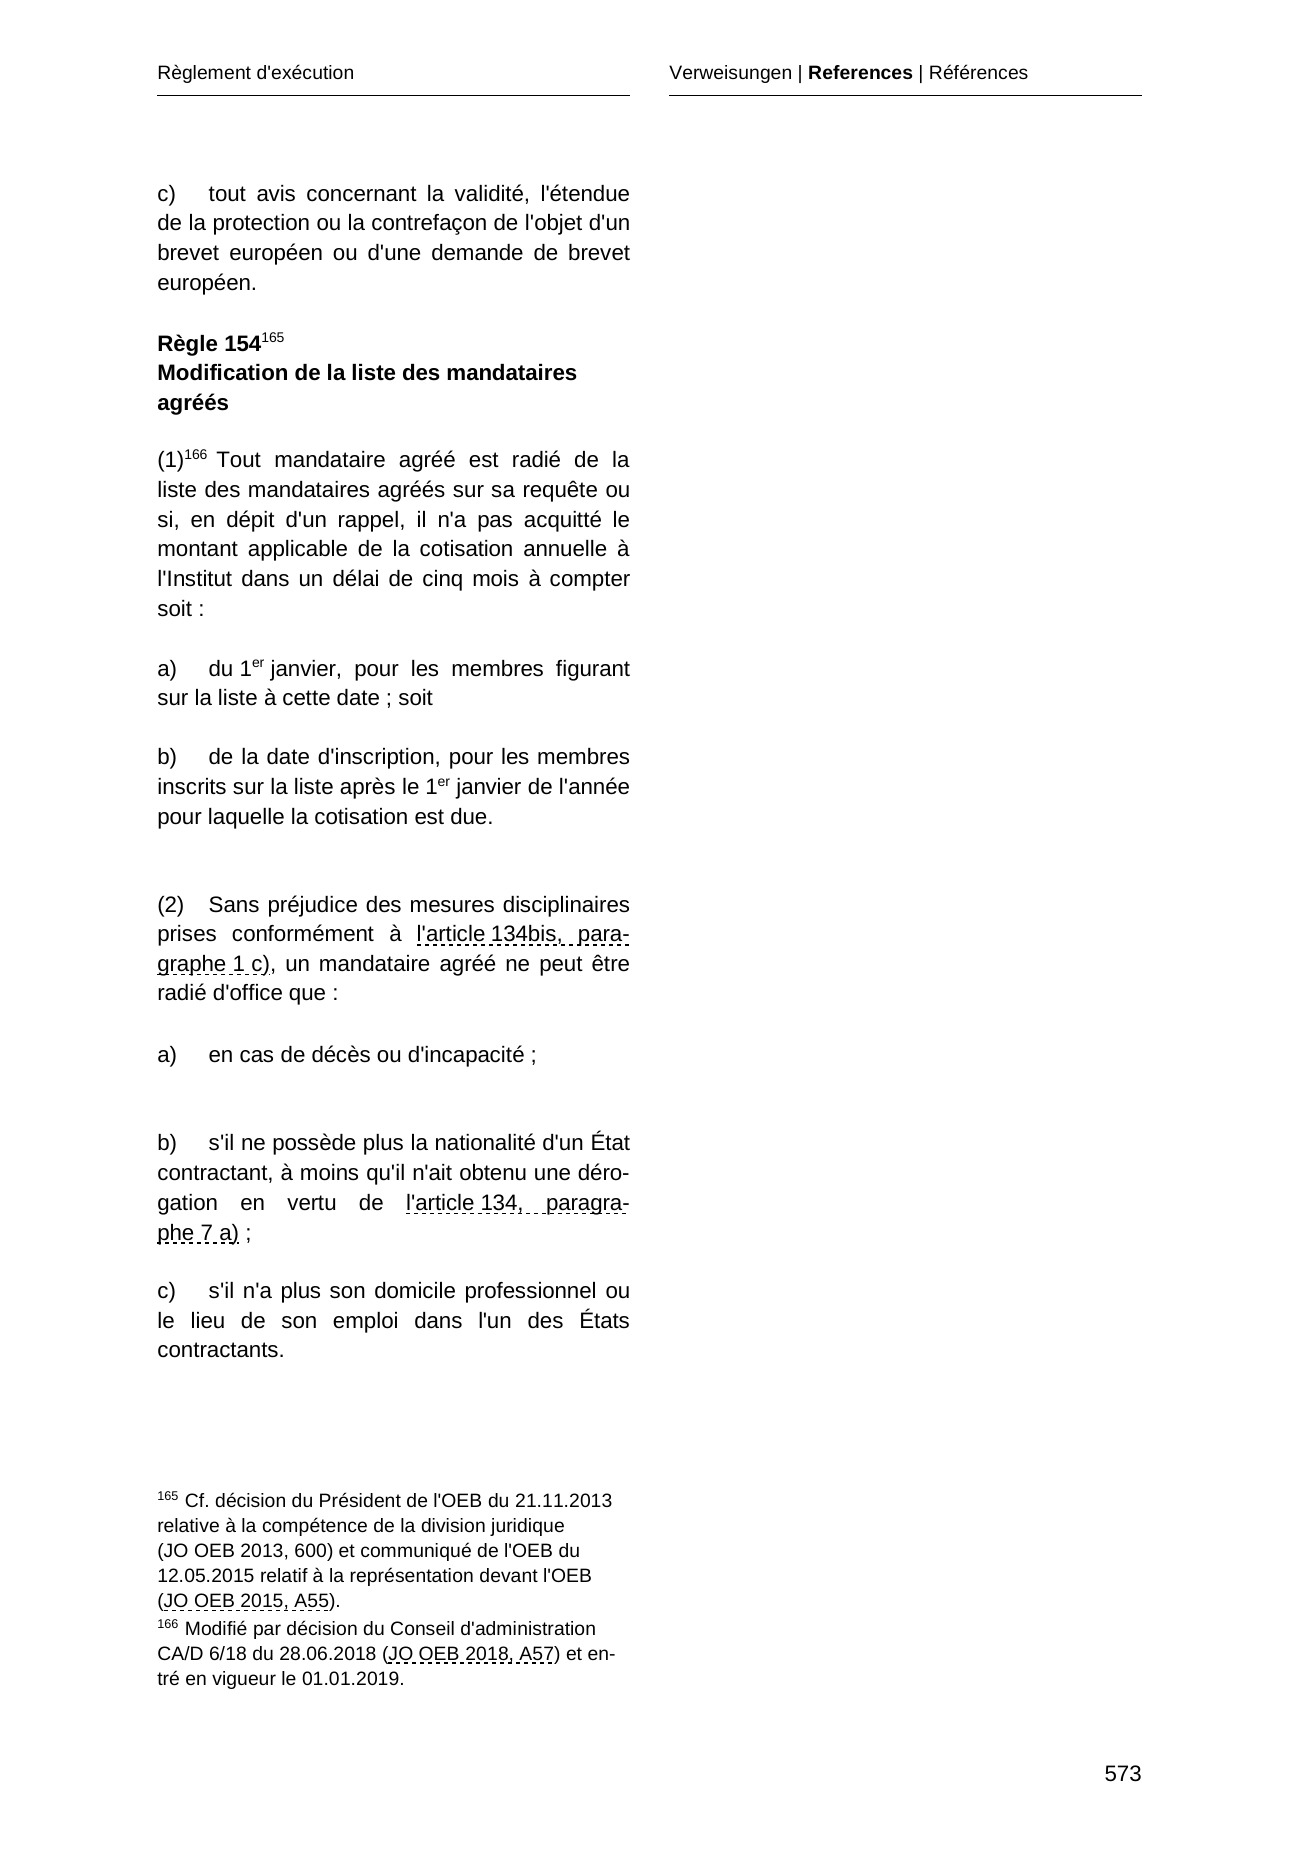 Règlement d'exécution
Verweisungen | References | Références
c) tout avis concernant la validité, l'étendue
de la protection ou la contrefaçon de l'objet d'un
brevet européen ou d'une demande de brevet
européen.
Règle 154165
Modification de la liste des mandataires
agréés
(1)166 Tout mandataire agréé est radié de la
liste des mandataires agréés sur sa requête ou
si, en dépit d'un rappel, il n'a pas acquitté le
montant applicable de la cotisation annuelle à
l'Institut dans un délai de cinq mois à compter
soit :
a) du 1er janvier, pour les membres figurant
sur la liste à cette date ; soit
b) de la date d'inscription, pour les membres
inscrits sur la liste après le 1er janvier de l'année
pour laquelle la cotisation est due.
(2) Sans préjudice des mesures disciplinaires
prises conformément à l'article 134bis, para-
graphe 1 c), un mandataire agréé ne peut être
radié d'office que :
a) en cas de décès ou d'incapacité ;
b) s'il ne possède plus la nationalité d'un État
contractant, à moins qu'il n'ait obtenu une déro-
gation en vertu de l'article 134, paragra-
phe 7 a) ;
c) s'il n'a plus son domicile professionnel ou
le lieu de son emploi dans l'un des États
contractants.
165 Cf. décision du Président de l'OEB du 21.11.2013
relative à la compétence de la division juridique
(JO OEB 2013, 600) et communiqué de l'OEB du
12.05.2015 relatif à la représentation devant l'OEB
(JO OEB 2015, A55).
166 Modifié par décision du Conseil d'administration
CA/D 6/18 du 28.06.2018 (JO OEB 2018, A57) et en-
tré en vigueur le 01.01.2019.
573